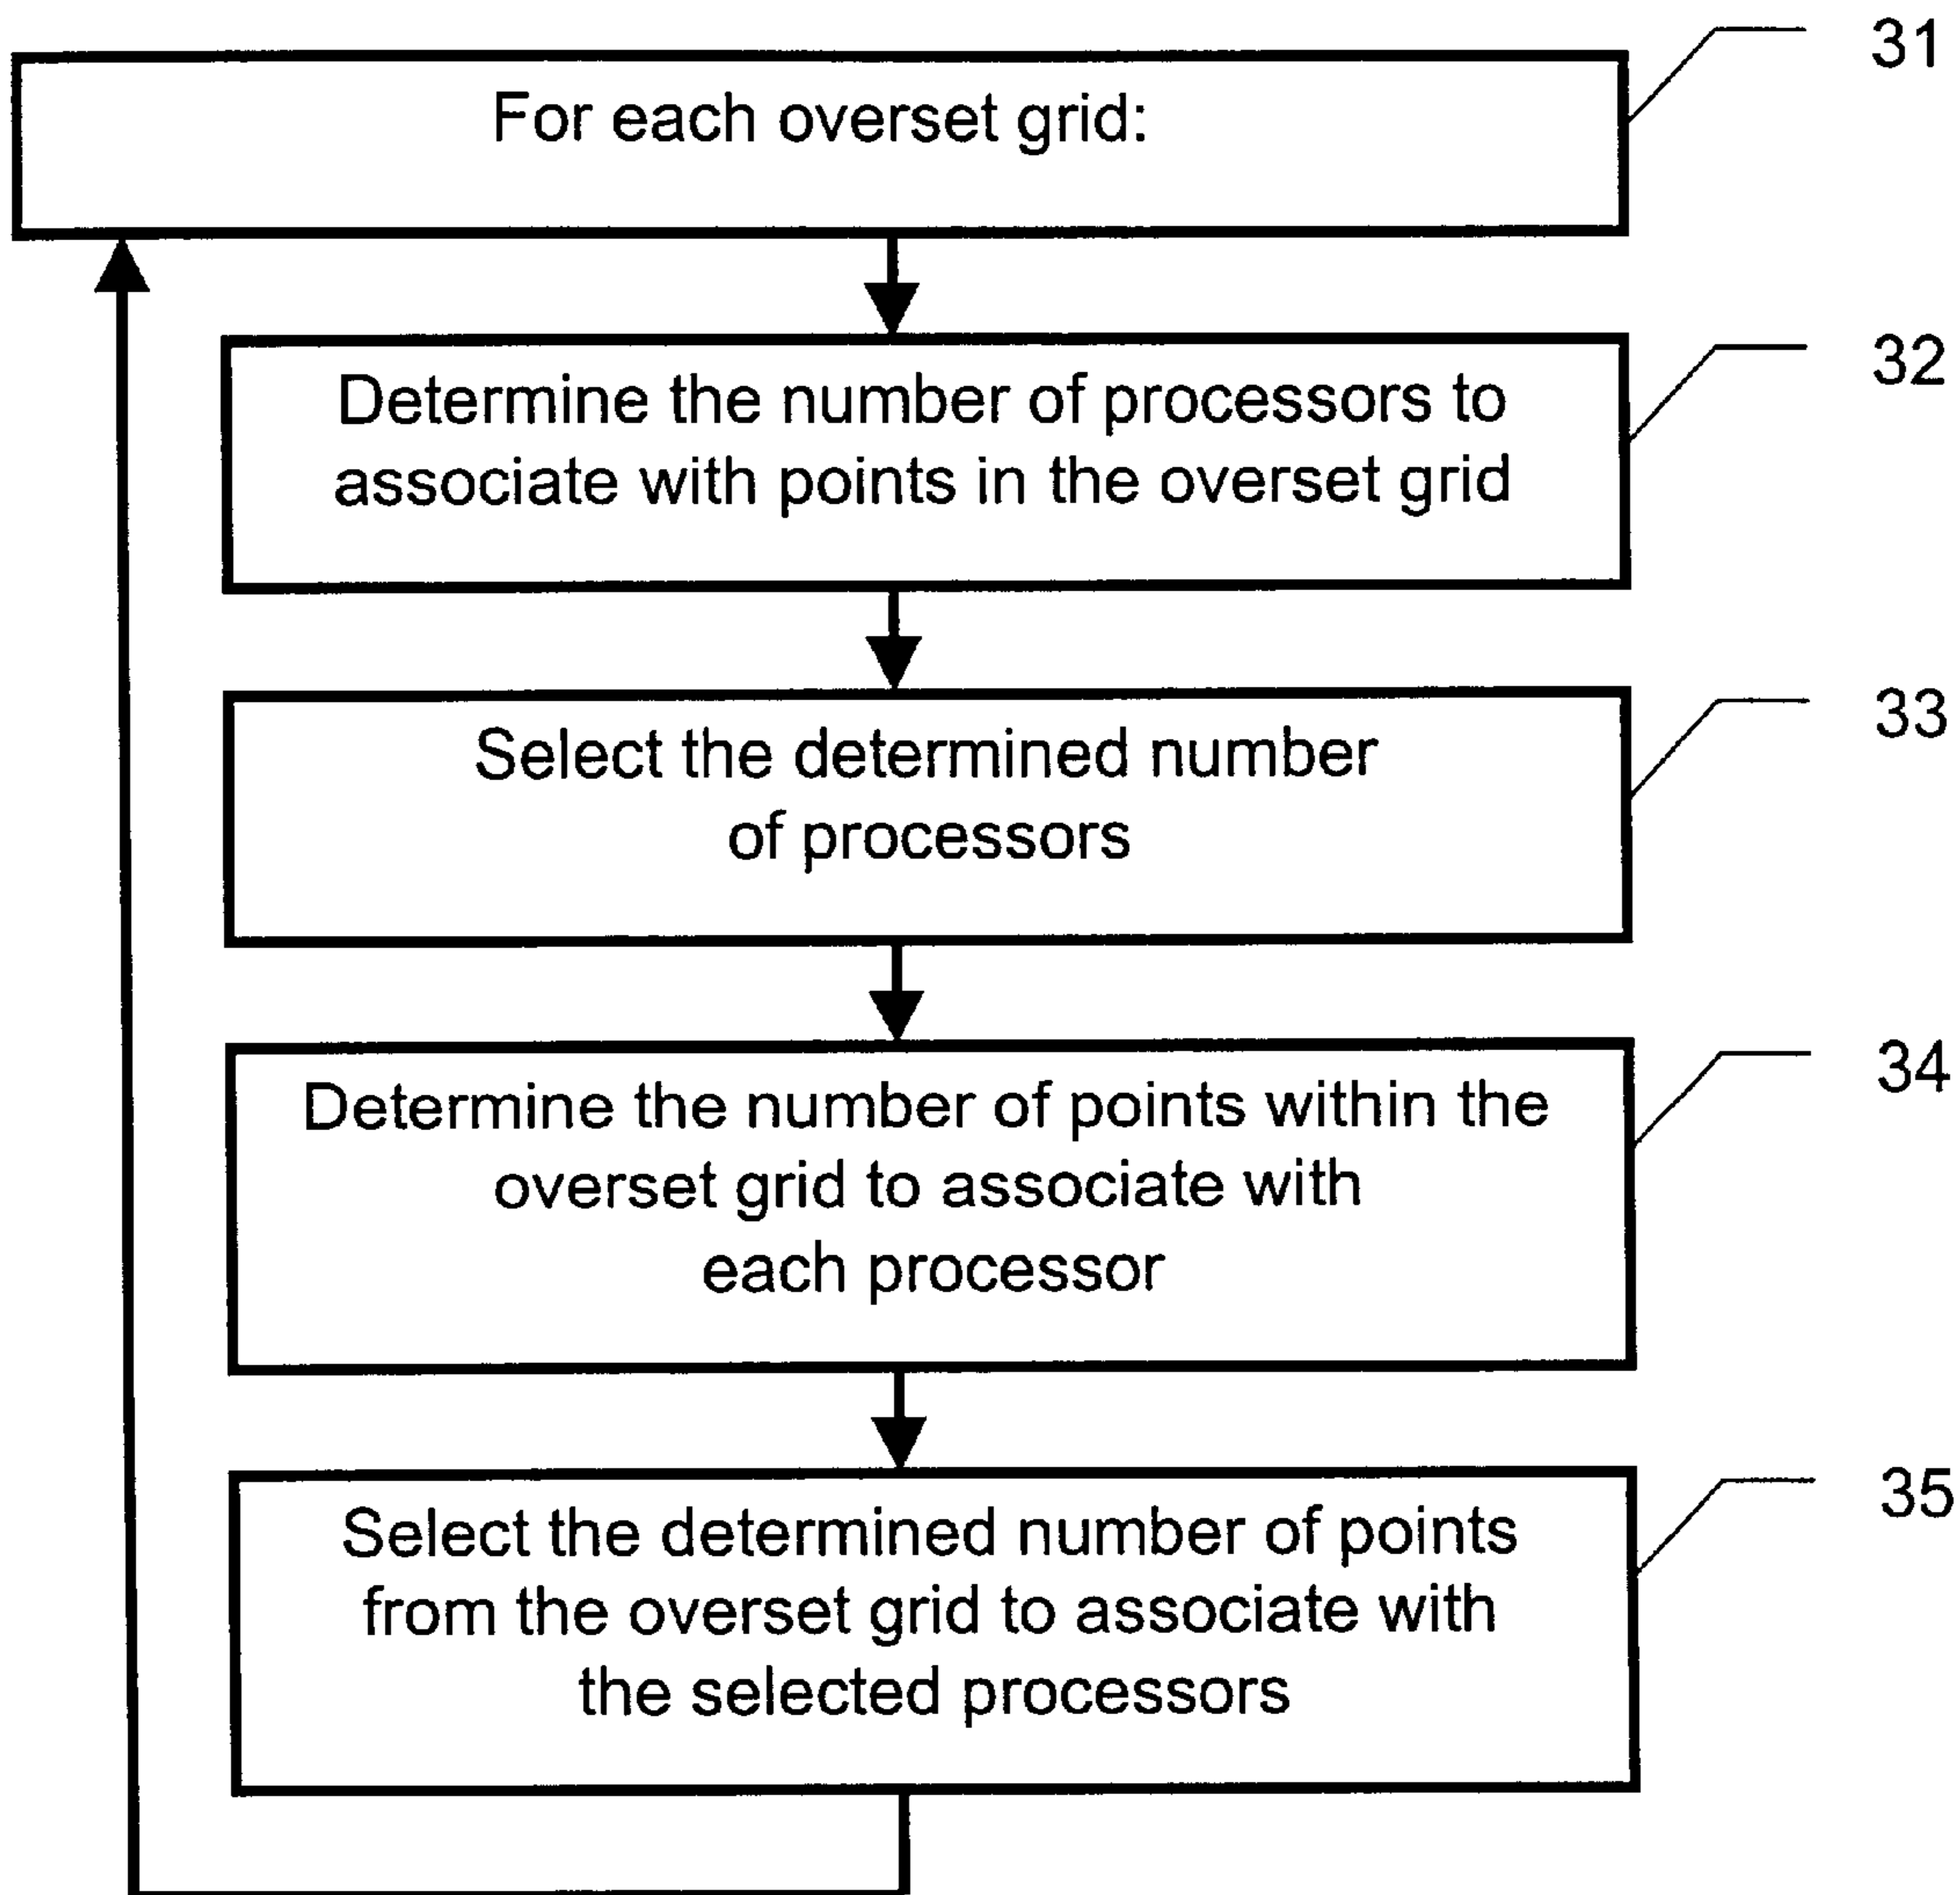 31
For each overset grid:
32
Determine the number of processors to
associate with points in the overset grid
33
Select the determined number
of processors
34
Determine the number of points within the
overset grid to associate with
each processor
35
Select the determined number of points
from the overset grid to associate with
the selected processors